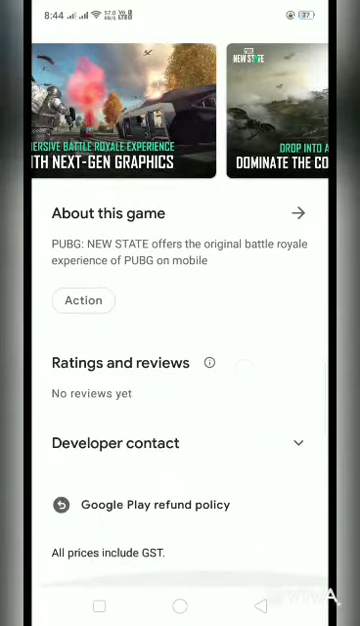 8:44
37
ERSIVE BATTLE ROYALE EXPERIENCE
ITH NEXT-GEN GRAPHICS
NEW STATE
DROP INTO A
DOMINATE THE CO
About this game
PUBG: NEW STATE offers the original battle royale
experience of PUBG on mobile
Action
Ratings and reviews
No reviews yet
Developer contact
Google Play refund policy
All prices include GST.